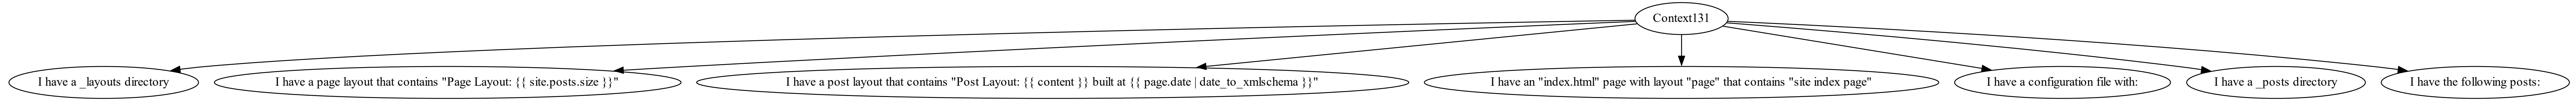 Context131
I have a _layouts directory
I have a page layout that contains "Page Layout: {{ site.posts.size }}"
I have a post layout that contains "Post Layout: {{ content }} built at {{ page.date | date_to_xmlschema }}"
I have an "index.html" page with layout "page" that contains "site index page"
I have a configuration file with:
I have a _posts directory
I have the following posts: